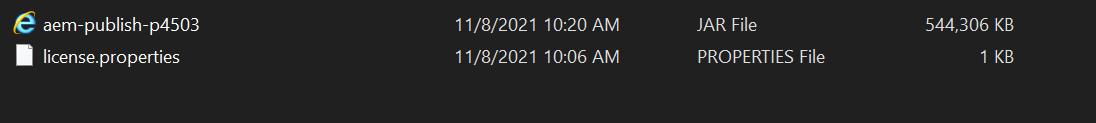 aem-publish-p4503 11/8/2021 10:20 AM JAR File 544,306 KB
license.properties 11/8/2021 10:06 AM PROPERTIES File 1 KB